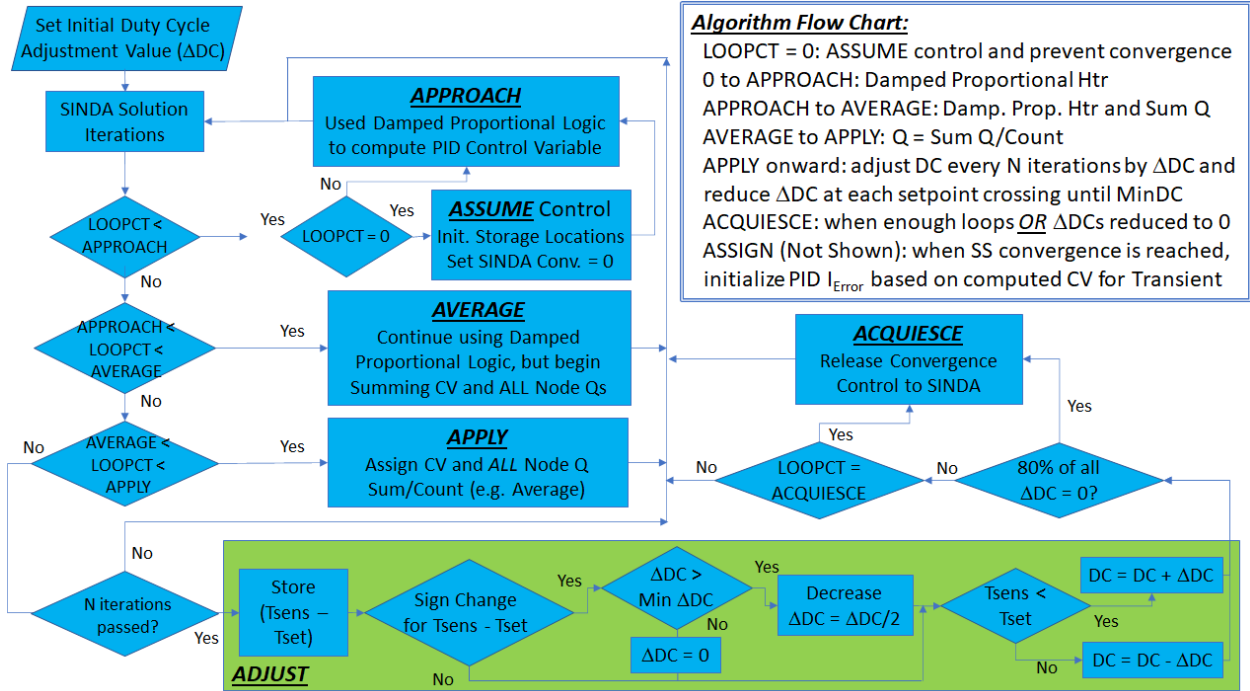 Set Initial Duty Cycle
Adjustment Value (ΔDC)
SINDA Solution
Iterations
APPROACH
Used Damped Proportional Logic
to compute PID Control Variable
LOOPCT <
APPROACH
Yes
No
LOOPCT = 0
No
Yes
ASSUME Control
Init. Storage Locations
Set SINDA Conv. = 0
APPROACH <
LOOPCT <
AVERAGE
Yes
No
AVERAGE
Continue using Damped
Proportional Logic, but begin
Summing CV and ALL Node Qs
AVERAGE <
LOOPCT <
APPLY
No
Yes
APPLY
Assign CV and ALL Node Q
Sum/Count (e.g. Average)
N iterations
passed?
No
Yes
Store
(Tsens –
Tset)
Sign Change
for Tsens - Tset
Yes
No
ΔDC >
Min ΔDC
Yes
No
ΔDC = 0
Decrease
ΔDC = ΔDC/2
Tsens <
Tset
Yes
No
DC = DC + ΔDC
DC = DC - ΔDC
ADJUST
80% of all
ΔDC = 0?
Yes
No
LOOPCT =
ACQUIESCE
Yes
No
ACQUIESCE
Release Convergence
Control to SINDA
Algorithm Flow Chart:
LOOPCT = 0: ASSUME control and prevent convergence
0 to APPROACH: Damped Proportional Htr
APPROACH to AVERAGE: Damp. Prop. Htr and Sum Q
AVERAGE to APPLY: Q = Sum Q/Count
APPLY onward: adjust DC every N iterations by ΔDC and
reduce ΔDC at each setpoint crossing until MinDC
ACQUIESCE: when enough loops OR ΔDCs reduced to 0
ASSIGN (Not Shown): when SS convergence is reached,
initialize PID IError based on computed CV for Transient